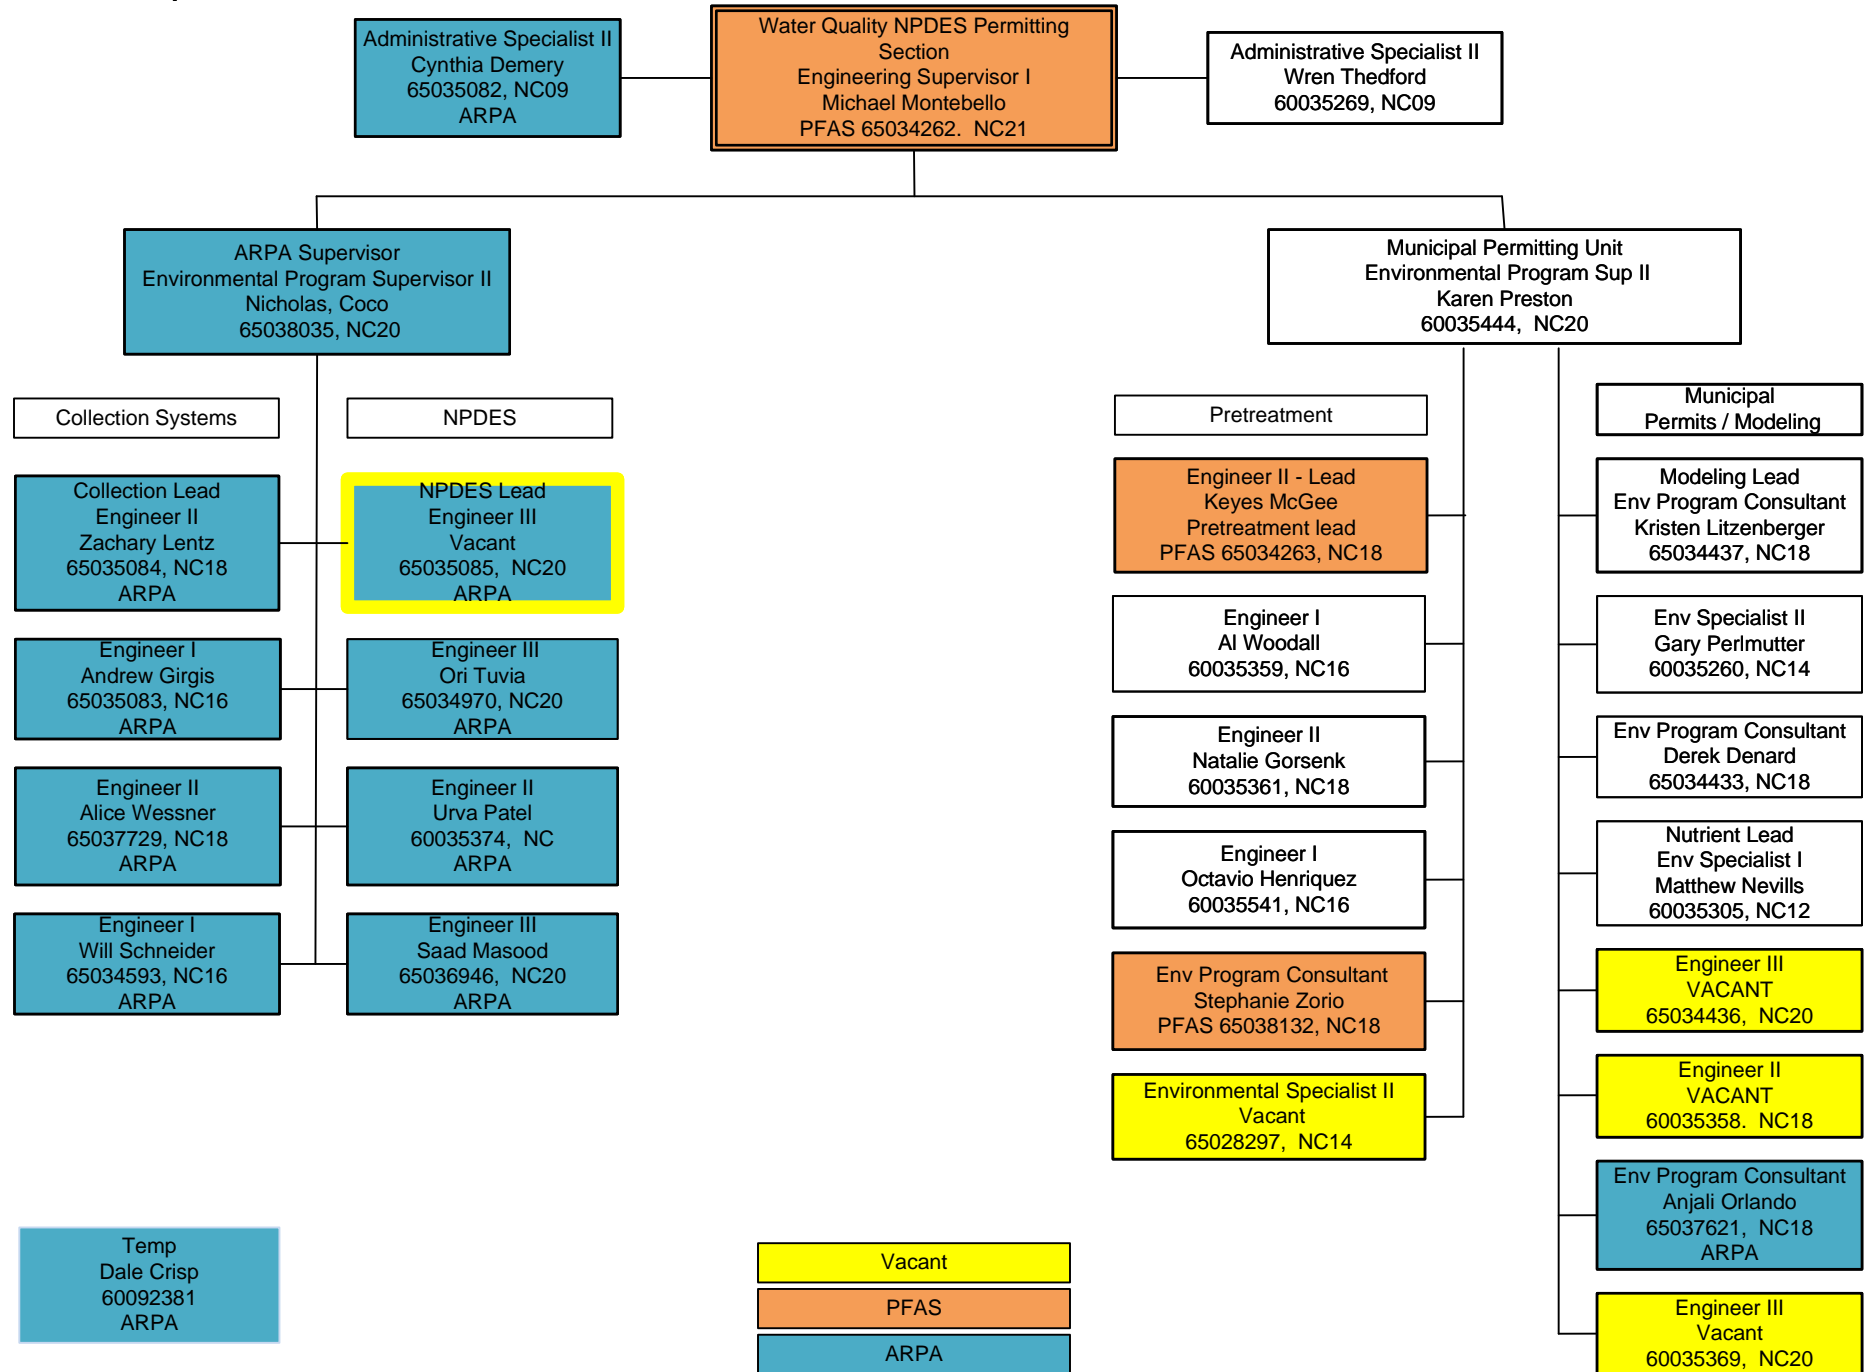 Administrative Specialist II
Cynthia Demery
65035082, NC09
ARPA
Water Quality NPDES Permitting
Section
Engineering Supervisor I
Michael Montebello
PFAS 65034262. NC21
Administrative Specialist II
Wren Thedford
60035269, NC09
ARPA Supervisor
Environmental Program Supervisor II
Nicholas, Coco
65038035, NC20
Municipal Permitting Unit
Environmental Program Sup II
Karen Preston
60035444, NC20
Collection Systems
Collection Lead
Engineer II
Zachary Lentz
65035084, NC18
ARPA
Engineer I
Andrew Girgis
65035083, NC16
ARPA
Engineer II
Alice Wessner
65037729, NC18
ARPA
Engineer I
Will Schneider
65034593, NC16
ARPA
NPDES
NPDES Lead
Engineer III
Vacant
65035085, NC20
ARPA
Engineer III
Ori Tuvia
65034970, NC20
ARPA
Engineer II
Urva Patel
60035374, NC
ARPA
Engineer III
Saad Masood
65036946, NC20
ARPA
Pretreatment
Engineer II - Lead
Keyes McGee
Pretreatment lead
PFAS 65034263, NC18
Engineer I
Al Woodall
60035359, NC16
Engineer II
Natalie Gorsenk
60035361, NC18
Engineer I
Octavio Henriquez
60035541, NC16
Env Program Consultant
Stephanie Zorio
PFAS 65038132, NC18
Environmental Specialist II
Vacant
65028297, NC14
Municipal
Permits / Modeling
Modeling Lead
Env Program Consultant
Kristen Litzenberger
65034437, NC18
Env Specialist II
Gary Perlmutter
60035260, NC14
Env Program Consultant
Derek Denard
65034433, NC18
Nutrient Lead
Env Specialist I
Matthew Nevills
60035305, NC12
Engineer III
VACANT
65034436, NC20
Engineer II
VACANT
60035358. NC18
Env Program Consultant
Anjali Orlando
65037621, NC18
ARPA
Engineer III
Vacant
60035369, NC20
Temp
Dale Crisp
60092381
ARPA
Vacant
PFAS
ARPA